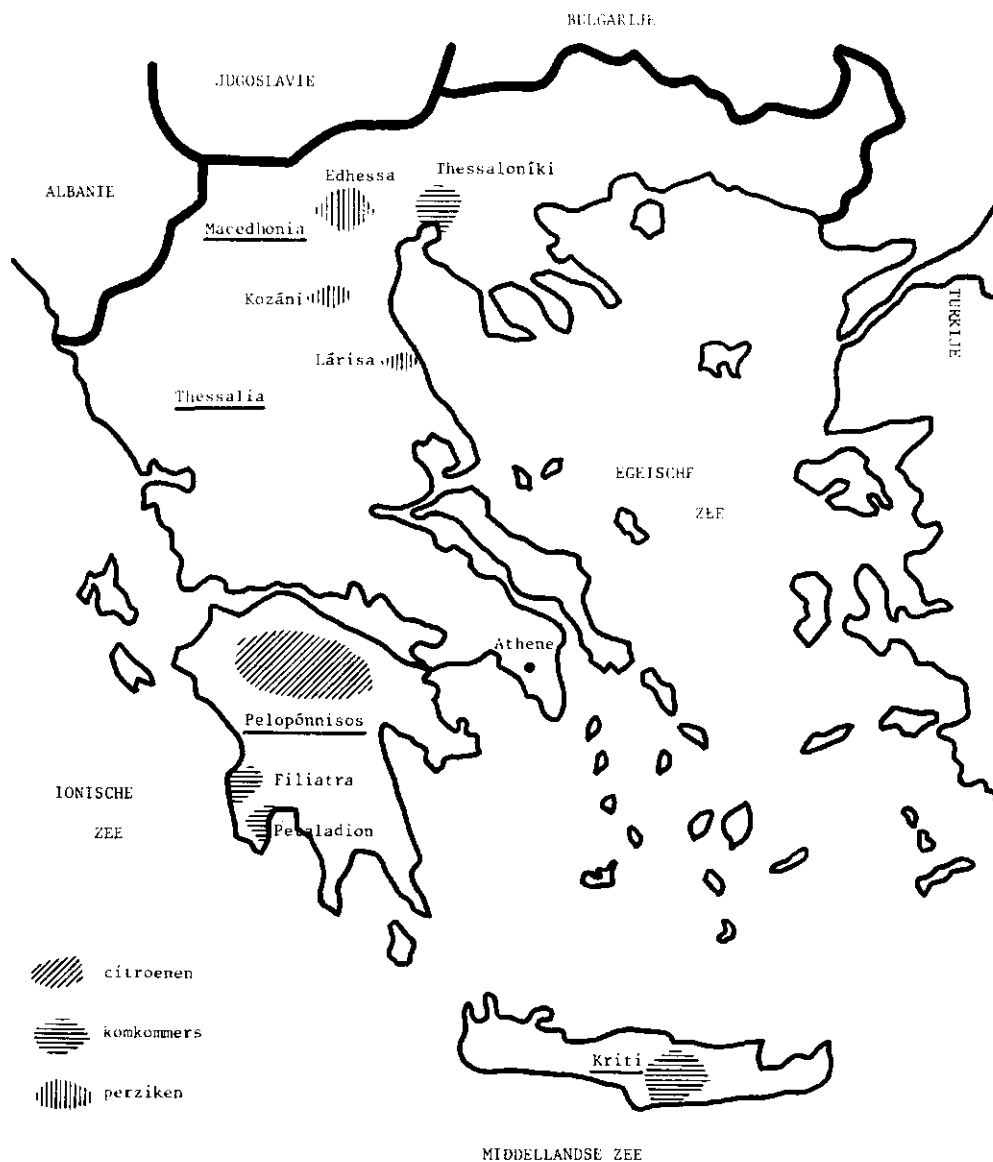 BULGARIJE
JUGOSLAVIE
ALBANIE
Edhessa
Thessaloníki
Macedhonia
Kozáni
TURKIJE
Lárisa
Thessalia
EGEISCHE
ZEE
Athene
Pelopónnisos
IONISCHE
ZEE
Filiatra
Petaladion
citroenen
komkommers
perziken
Kriti
MIDDELLANDSE ZEE